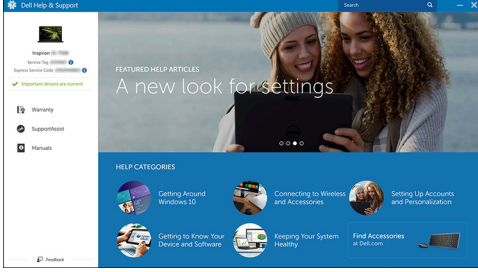 Dell Help & Support
Search
Inspiron
Service Tag
Express Service Code
Important drivers are current
Warranty
SupportAssist
Manuals
Feedback
FEATURED HELP ARTICLES
A new look for settings
HELP CATEGORIES
Getting Around
Windows 10
Connecting to Wireless
and Accessories
Setting Up Accounts
and Personalization
Getting to Know Your
Device and Software
Keeping Your System
Healthy
Find Accessories
at Dell.com